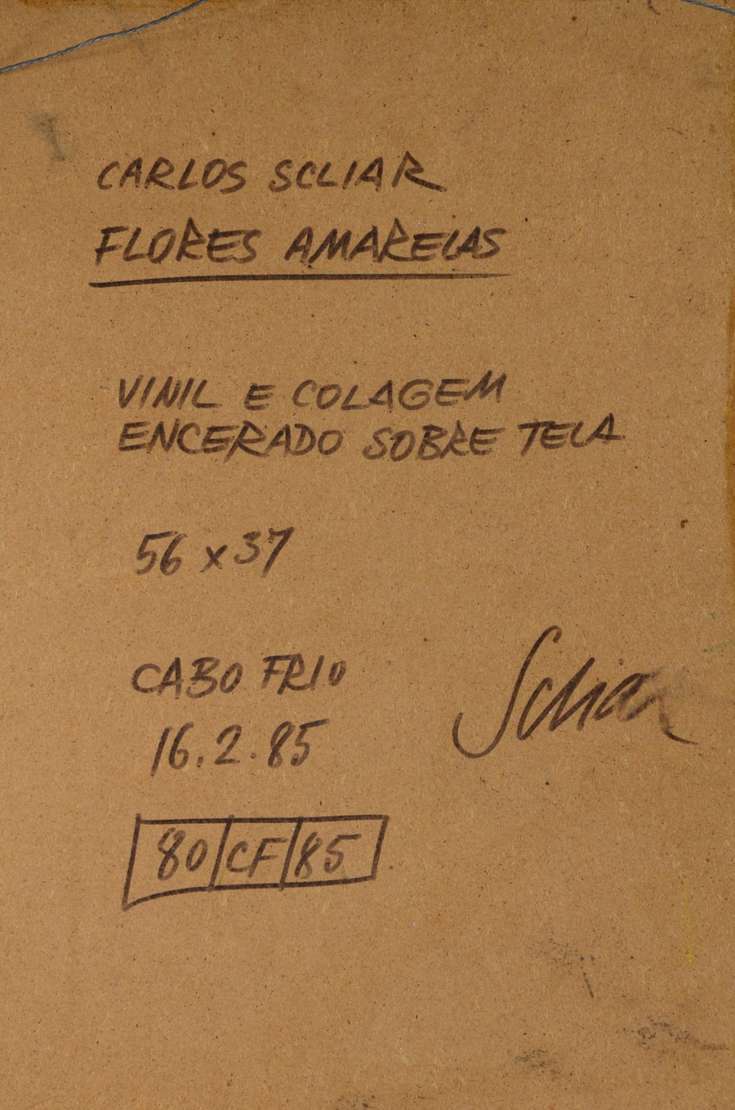 CARLOS SCLIAR
FLORES AMARELAS
VINIL E COLAGEM
ENCERADO SOBRE TELA
56 x 37
CABO FRIO
16.2.85
Scliar
80|CF|85